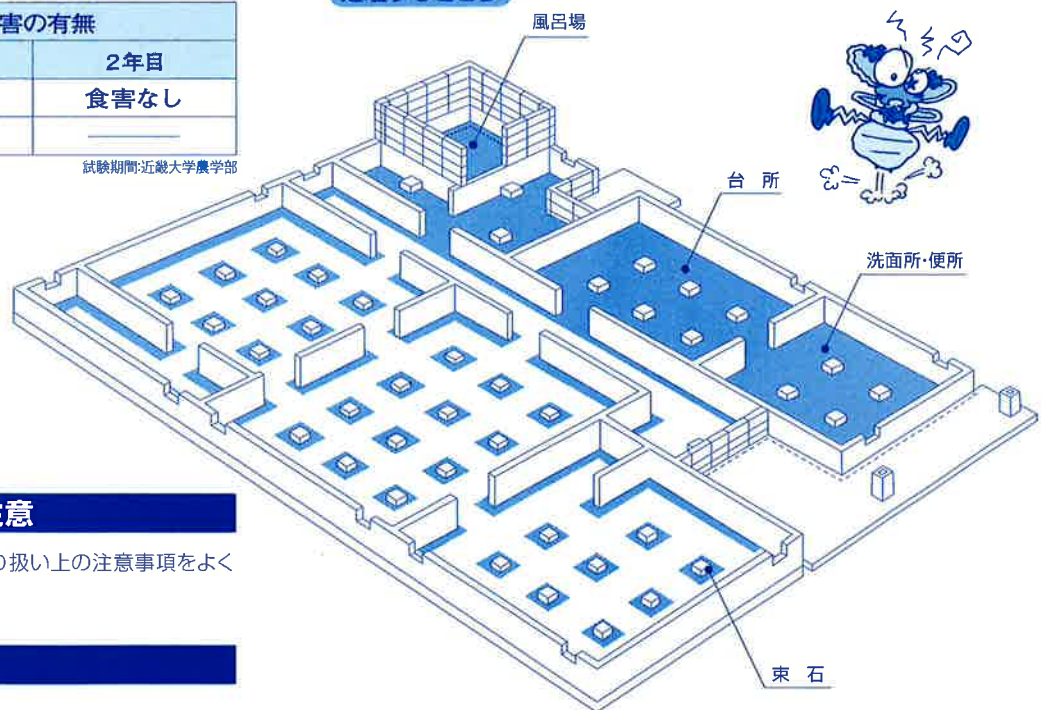 害の有無
2年目
食害なし
試験期間:近畿大学農学部
風呂場
台 所
洗面所・便所
束 石
注意
り扱い上の注意事項をよく